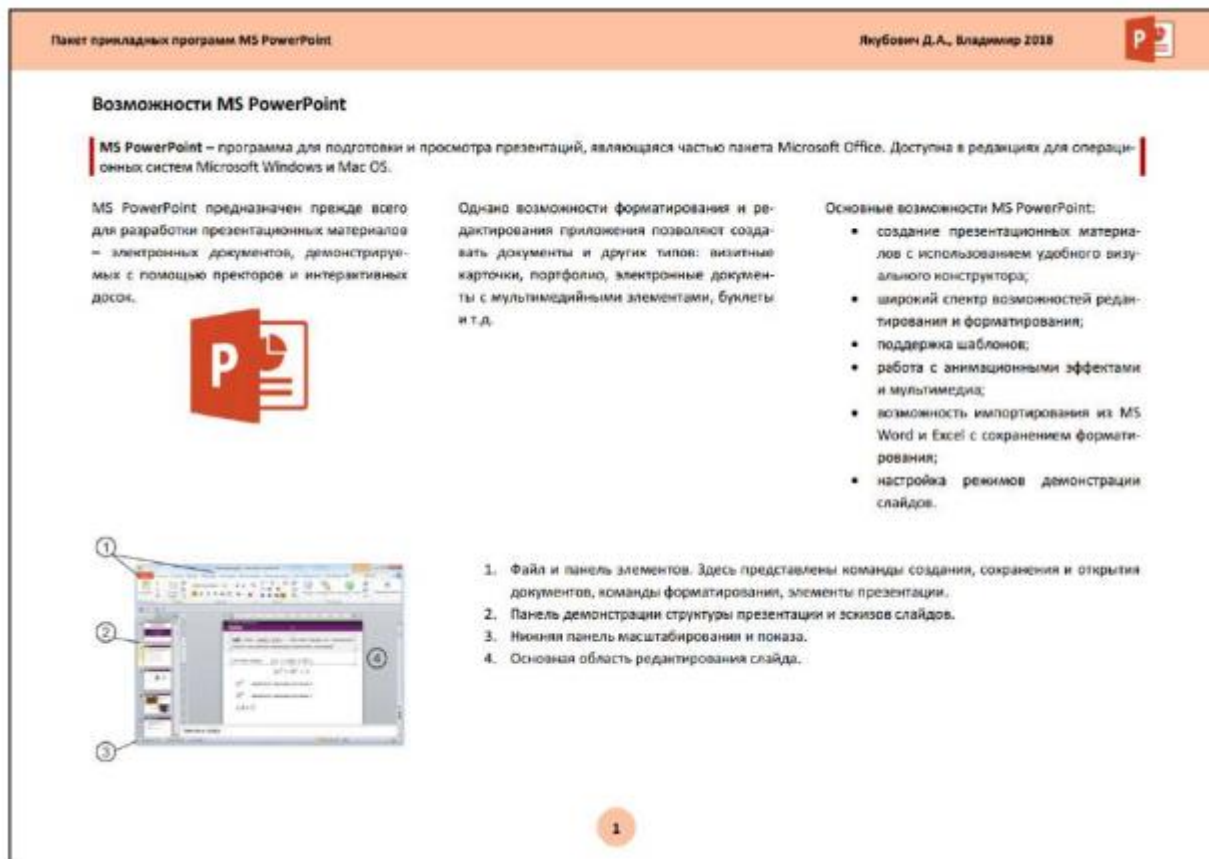 Пакет прикладных программ MS PowerPoint
Якубович Д.А., Владимир 2018
P
Возможности MS PowerPoint
MS PowerPoint – программа для подготовки и просмотра презентаций, являющаяся частью пакета Microsoft Office. Доступна в редакциях для операци-
онных систем Microsoft Windows и Mac OS.
MS PowerPoint предназначен прежде всего
для разработки презентационных материалов
– электронных документов, демонстрируе-
мых с помощью пректоров и интерактивных
досок.
P
Однако возможности форматирования и ре-
дактирования приложения позволяют созда-
вать документы и других типов: визитные
карточки, портфолио, электронные докумен-
ты с мультимедийными элементами, буклеты
и т.д.
Основные возможности MS PowerPoint:
• создание презентационных материа-
лов с использованием удобного визу-
ального конструктора;
• широкий спектр возможностей редак-
тирования и форматирования;
• поддержка шаблонов;
• работа с анимационными эффектами
и мультимедиа;
• возможность импортирования из MS
Word и Excel с сохранением формати-
рования;
• настройка режимов демонстрации
слайдов.
1
2
3
4
1. Файл и панель элементов. Здесь представлены команды создания, сохранения и открытия
документов, команды форматирования, элементы презентации.
2. Панель демонстрации структуры презентации и эскизов слайдов.
3. Нижняя панель масштабирования и показа.
4. Основная область редактирования слайда.
1